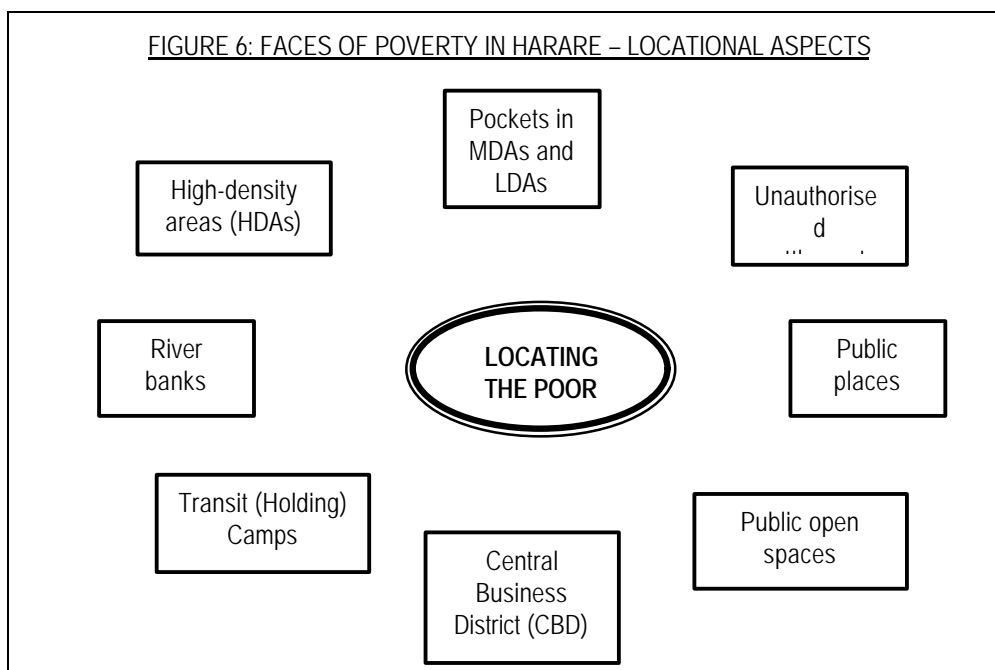 FIGURE 6: FACES OF POVERTY IN HARARE – LOCATIONAL ASPECTS
Pockets in
MDAs and
LDAs
High-density
areas (HDAs)
Unauthorise
d
River
banks
LOCATING
THE POOR
Public
places
Transit (Holding)
Camps
Central
Business
District (CBD)
Public open
spaces